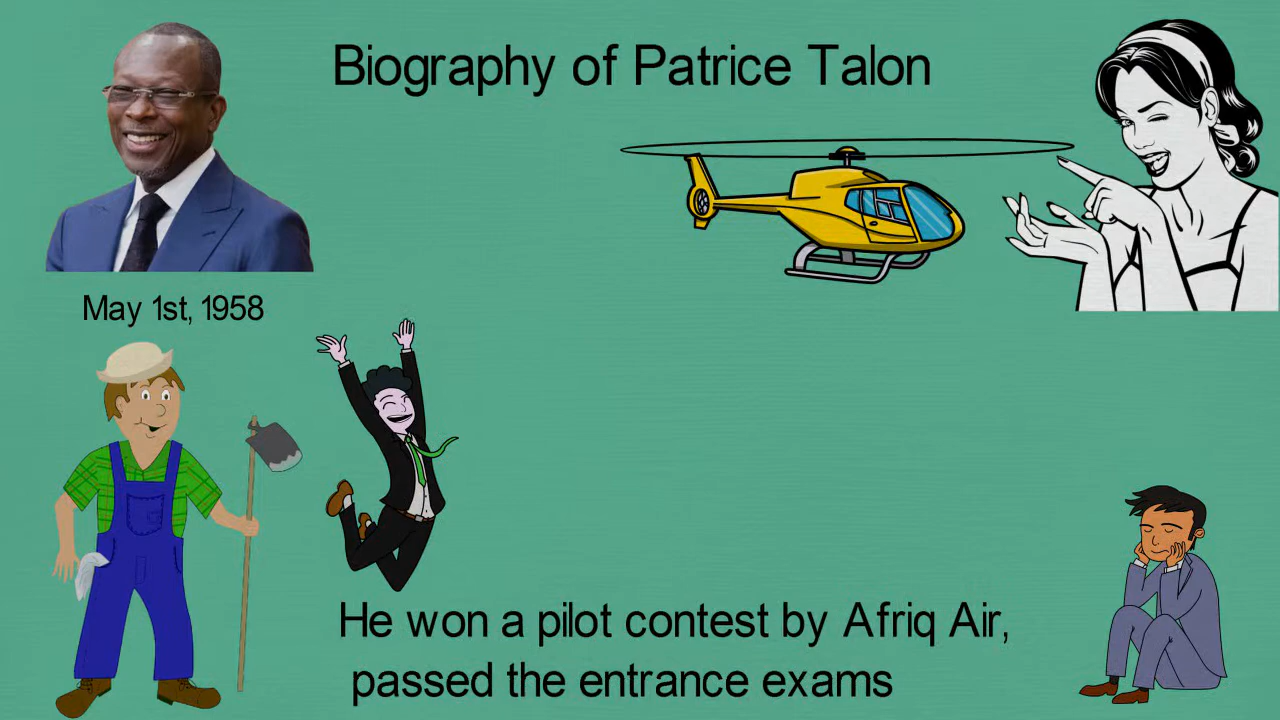 Biography of Patrice Talon
May 1st, 1958
He won a pilot contest by Afriq Air,
passed the entrance exams